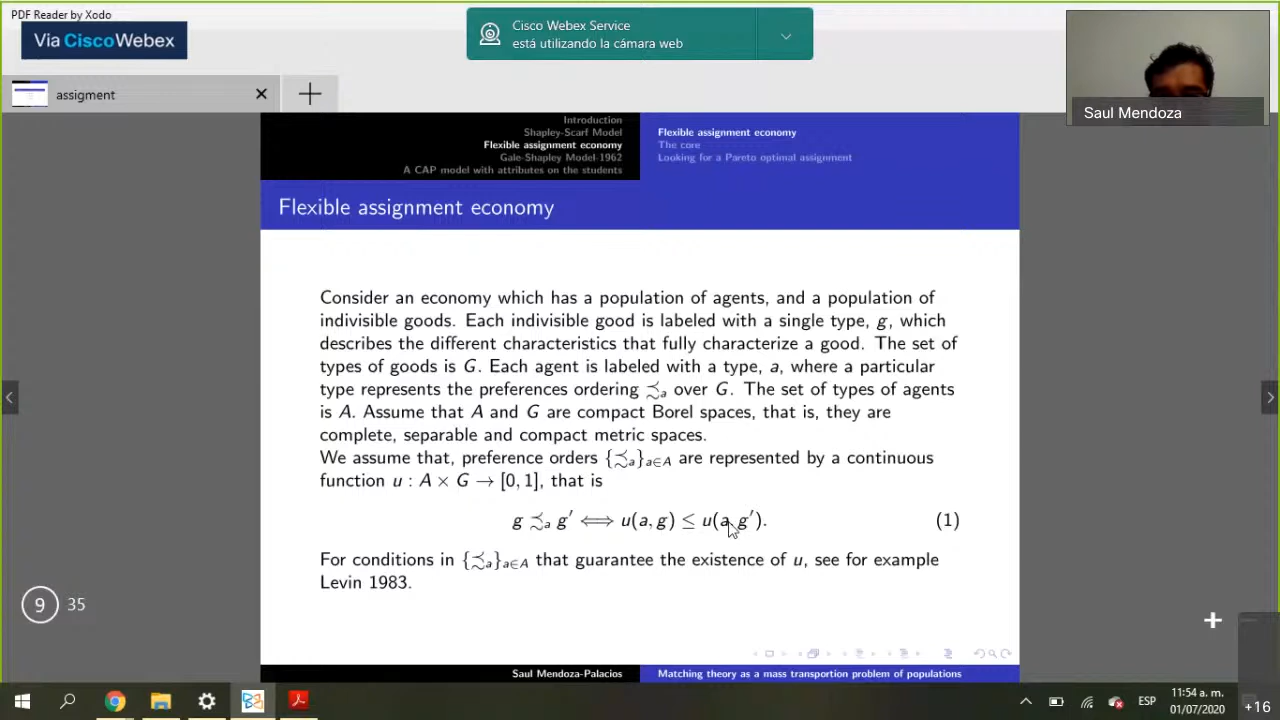 PDF Reader by Xodo
Via CiscoWebex
Cisco Webex Service
está utilizando la cámara web
Saul Mendoza
assigment
Introduction
Shapley-Scarf Model
Flexible assignment economy
Gale-Shapley Model-1962
A CAP model with attributes on the students
Flexible assignment economy
The core
Looking for a Pareto optimal assignment
Flexible assignment economy
Consider an economy which has a population of agents, and a population of
indivisible goods. Each indivisible good is labeled with a single type, g, which
describes the different characteristics that fully characterize a good. The set of
types of goods is G. Each agent is labeled with a type, a, where a particular
type represents the preferences ordering ≾ₐ over G. The set of types of agents
is A. Assume that A and G are compact Borel spaces, that is, they are
complete, separable and compact metric spaces.
We assume that, preference orders {≾ₐ}a∈A are represented by a continuous
function u : A × G → [0, 1], that is
g ≾ₐ g′ ⟺ u(a, g) ≤ u(a, g′). (1)
For conditions in {≾ₐ}a∈A that guarantee the existence of u, see for example
Levin 1983.
9 35
Saul Mendoza-Palacios
Matching theory as a mass transportion problem of populations
ESP
11:54 a. m.
01/07/2020
+16